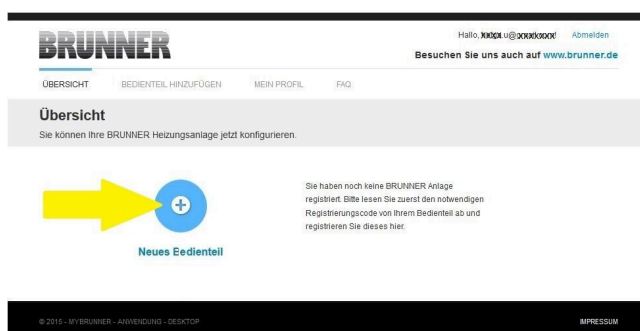 Hallo, Abmelden
BRUNNER
Besuchen Sie uns auch auf www.brunner.de
ÜBERSICHT BEDIENTEIL HINZUFÜGEN MEIN PROFIL FAQ
Übersicht
Sie können Ihre BRUNNER Heizungsanlage jetzt konfigurieren.
Sie haben noch keine BRUNNER Anlage
registriert. Bitte lesen Sie zuerst den notwendigen
Registrierungscode von Ihrem Bedienteil ab und
registrieren Sie dieses hier.
Neues Bedienteil
© 2015 - MYBRUNNER - ANWENDUNG - DESKTOP IMPRESSUM